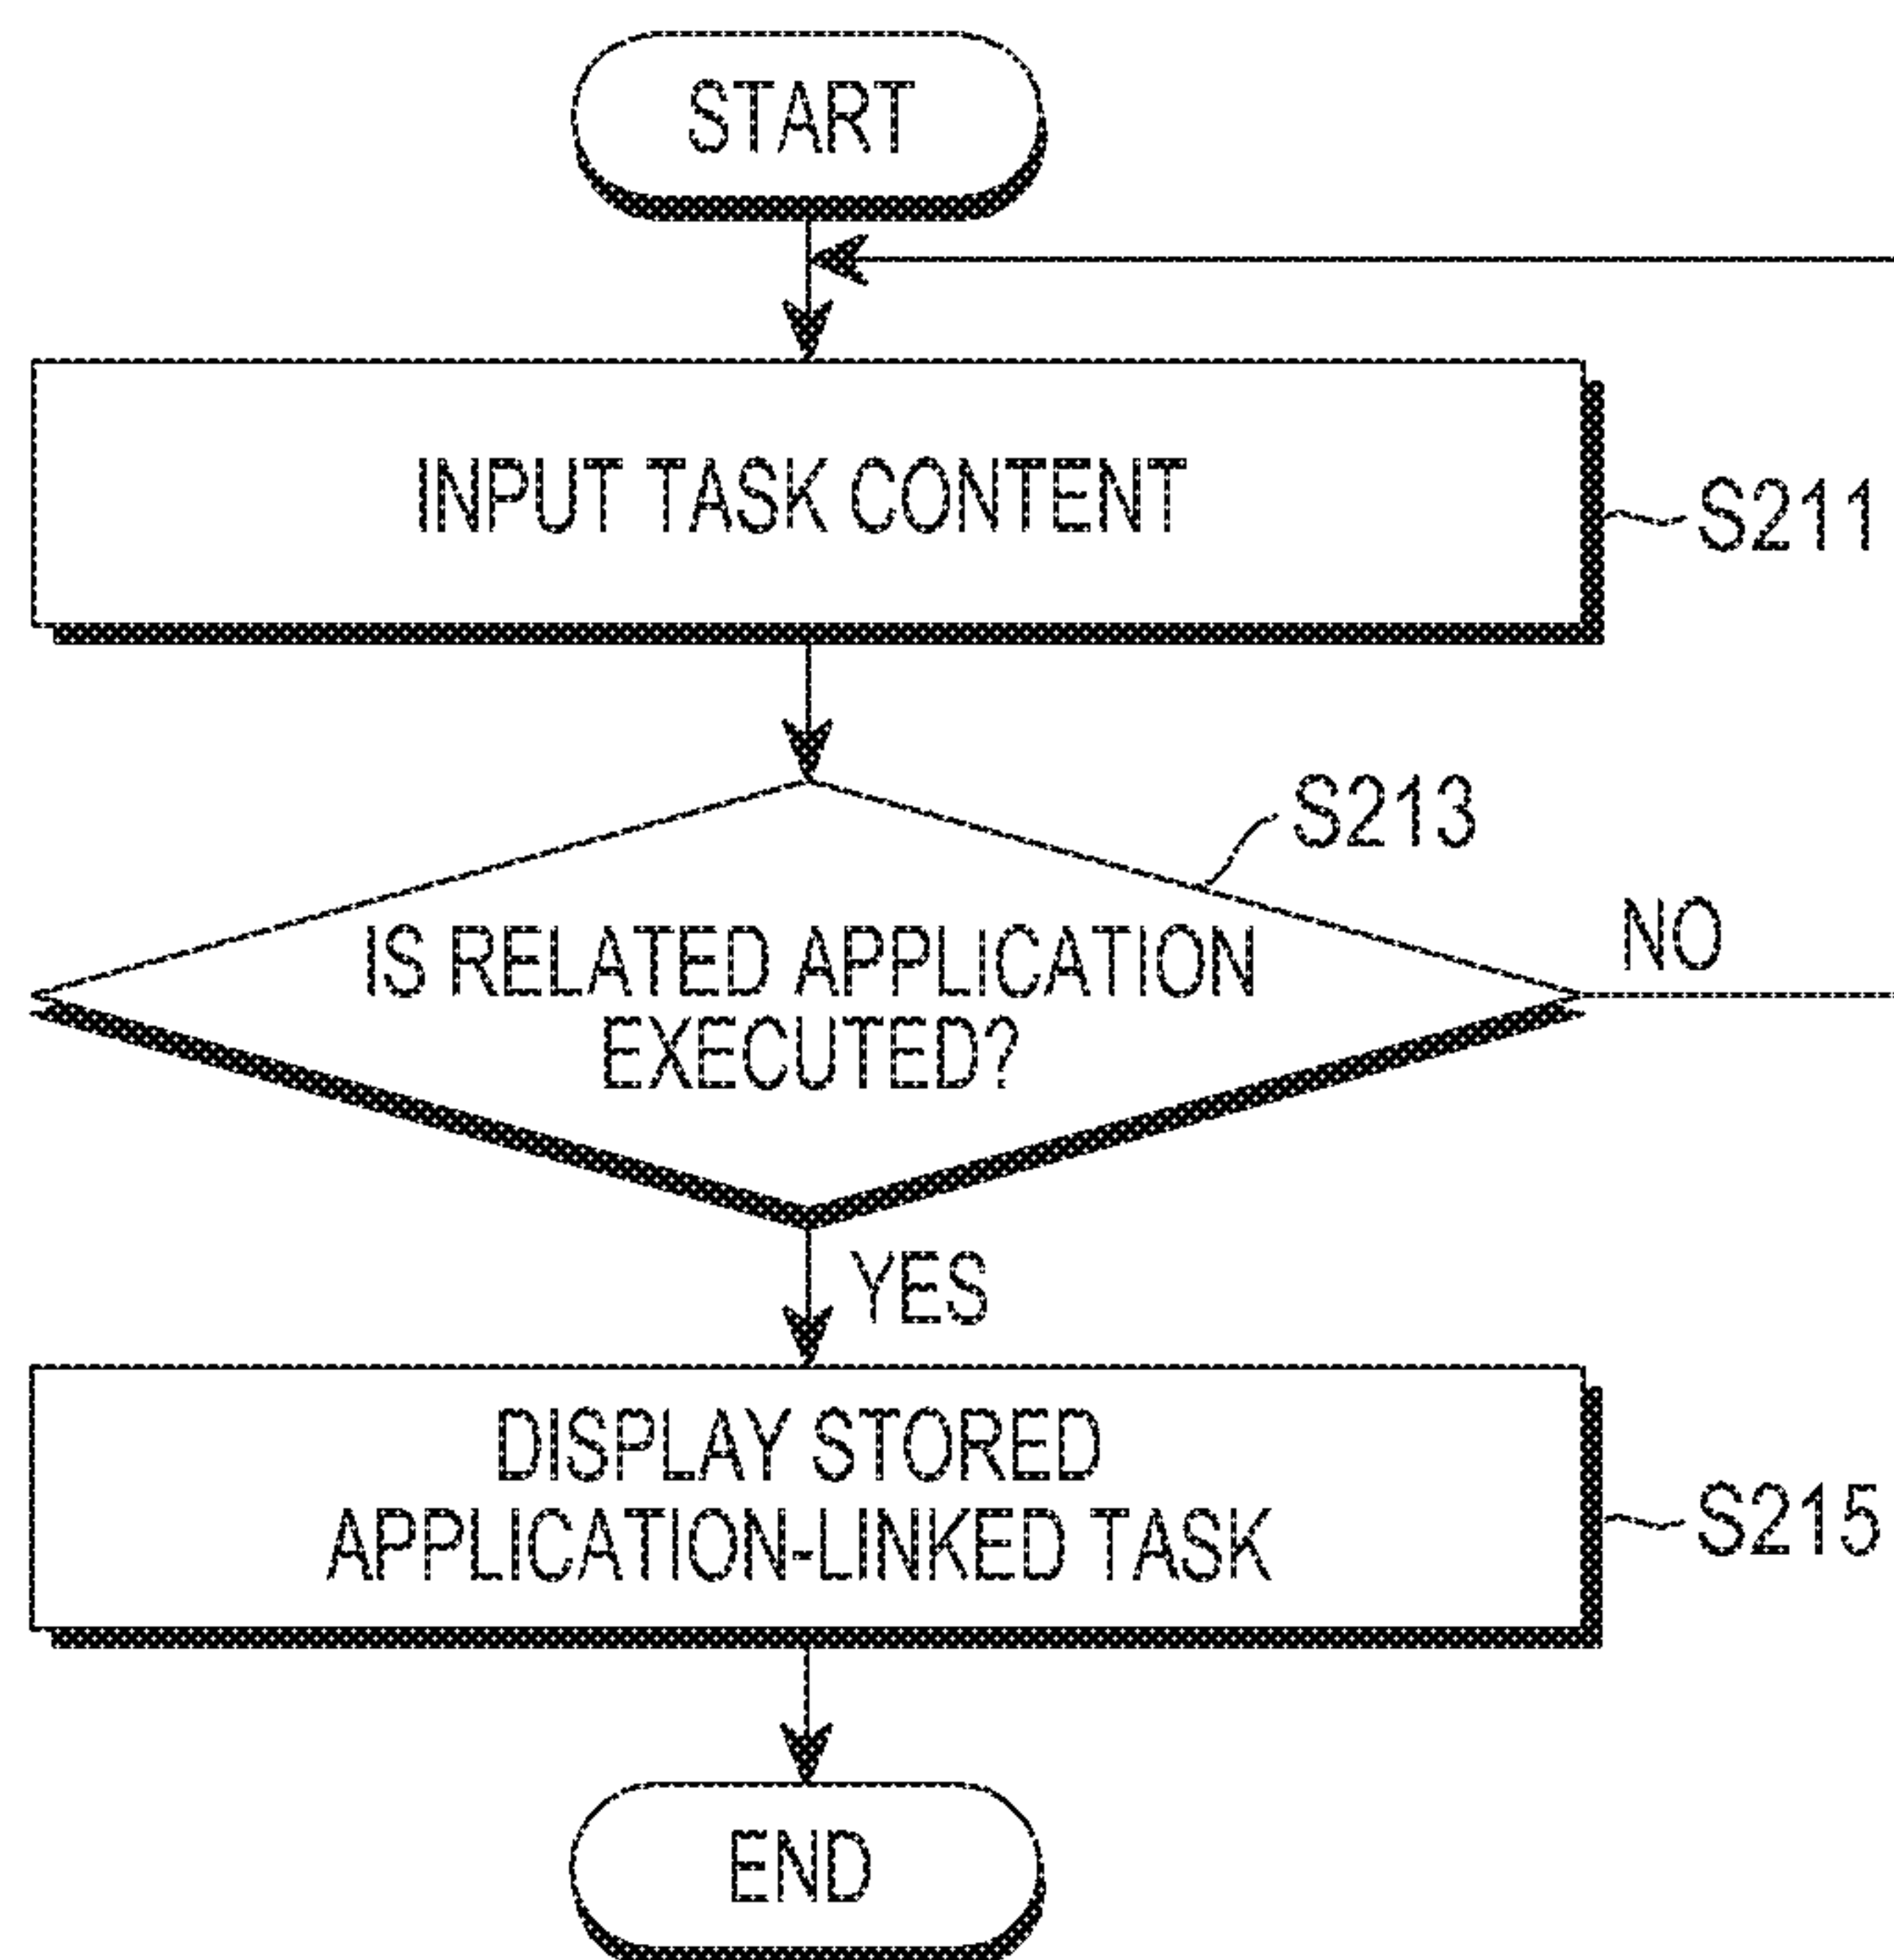 START
INPUT TASK CONTENT
S211
S213
IS RELATED APPLICATION
EXECUTED?
NO
YES
DISPLAY STORED
APPLICATION-LINKED TASK
S215
END